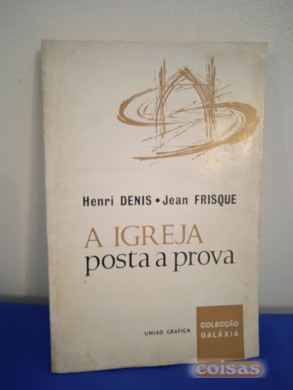 Henri DENIS • Jean FRISQUE
A IGREJA
posta a prova
UNIÃO GRÁFICA
COLECÇÃO
GALÁXIA
coisas